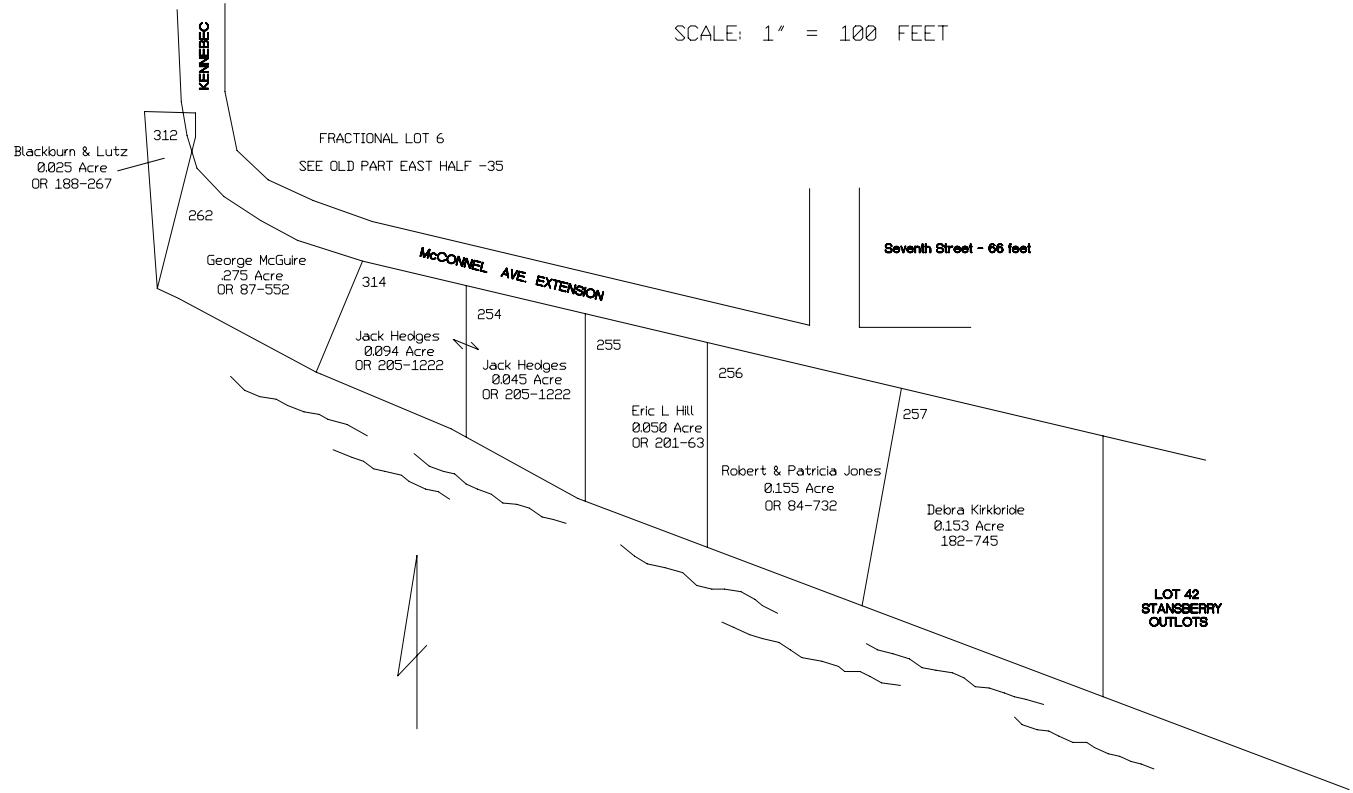 SCALE: 1" = 100 FEET
KENNEBEC
312
Blackburn & Lutz
0.025 Acre
OR 188-267
FRACTIONAL LOT 6
SEE OLD PART EAST HALF -35
262
George McGuire
.275 Acre
OR 87-552
McCONNEL AVE. EXTENSION
Seventh Street - 66 feet
314
Jack Hedges
0.094 Acre
OR 205-1222
254
Jack Hedges
0.045 Acre
OR 205-1222
255
Eric L Hill
0.050 Acre
OR 201-63
256
Robert & Patricia Jones
0.155 Acre
OR 84-732
257
Debra Kirkbride
0.153 Acre
182-745
LOT 42
STANSBERRY
OUTLOTS